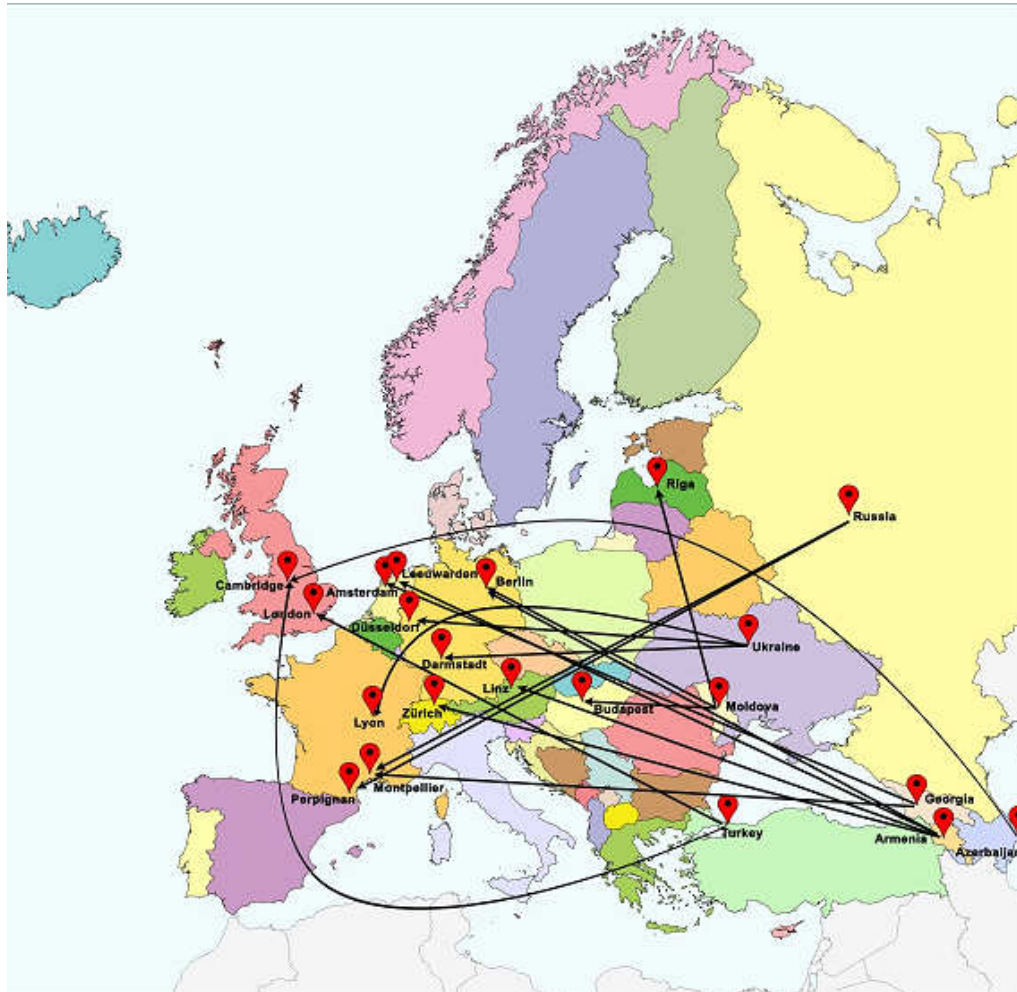 Riga
Russia
Leeuwarden
Cambridge
Amsterdam
Berlin
London
Düsseldorf
Ukraine
Darmstadt
Linz
Zürich
Budapest
Moldova
Lyon
Montpellier
Perpignan
Georgia
Turkey
Armenia
Azerbaijan